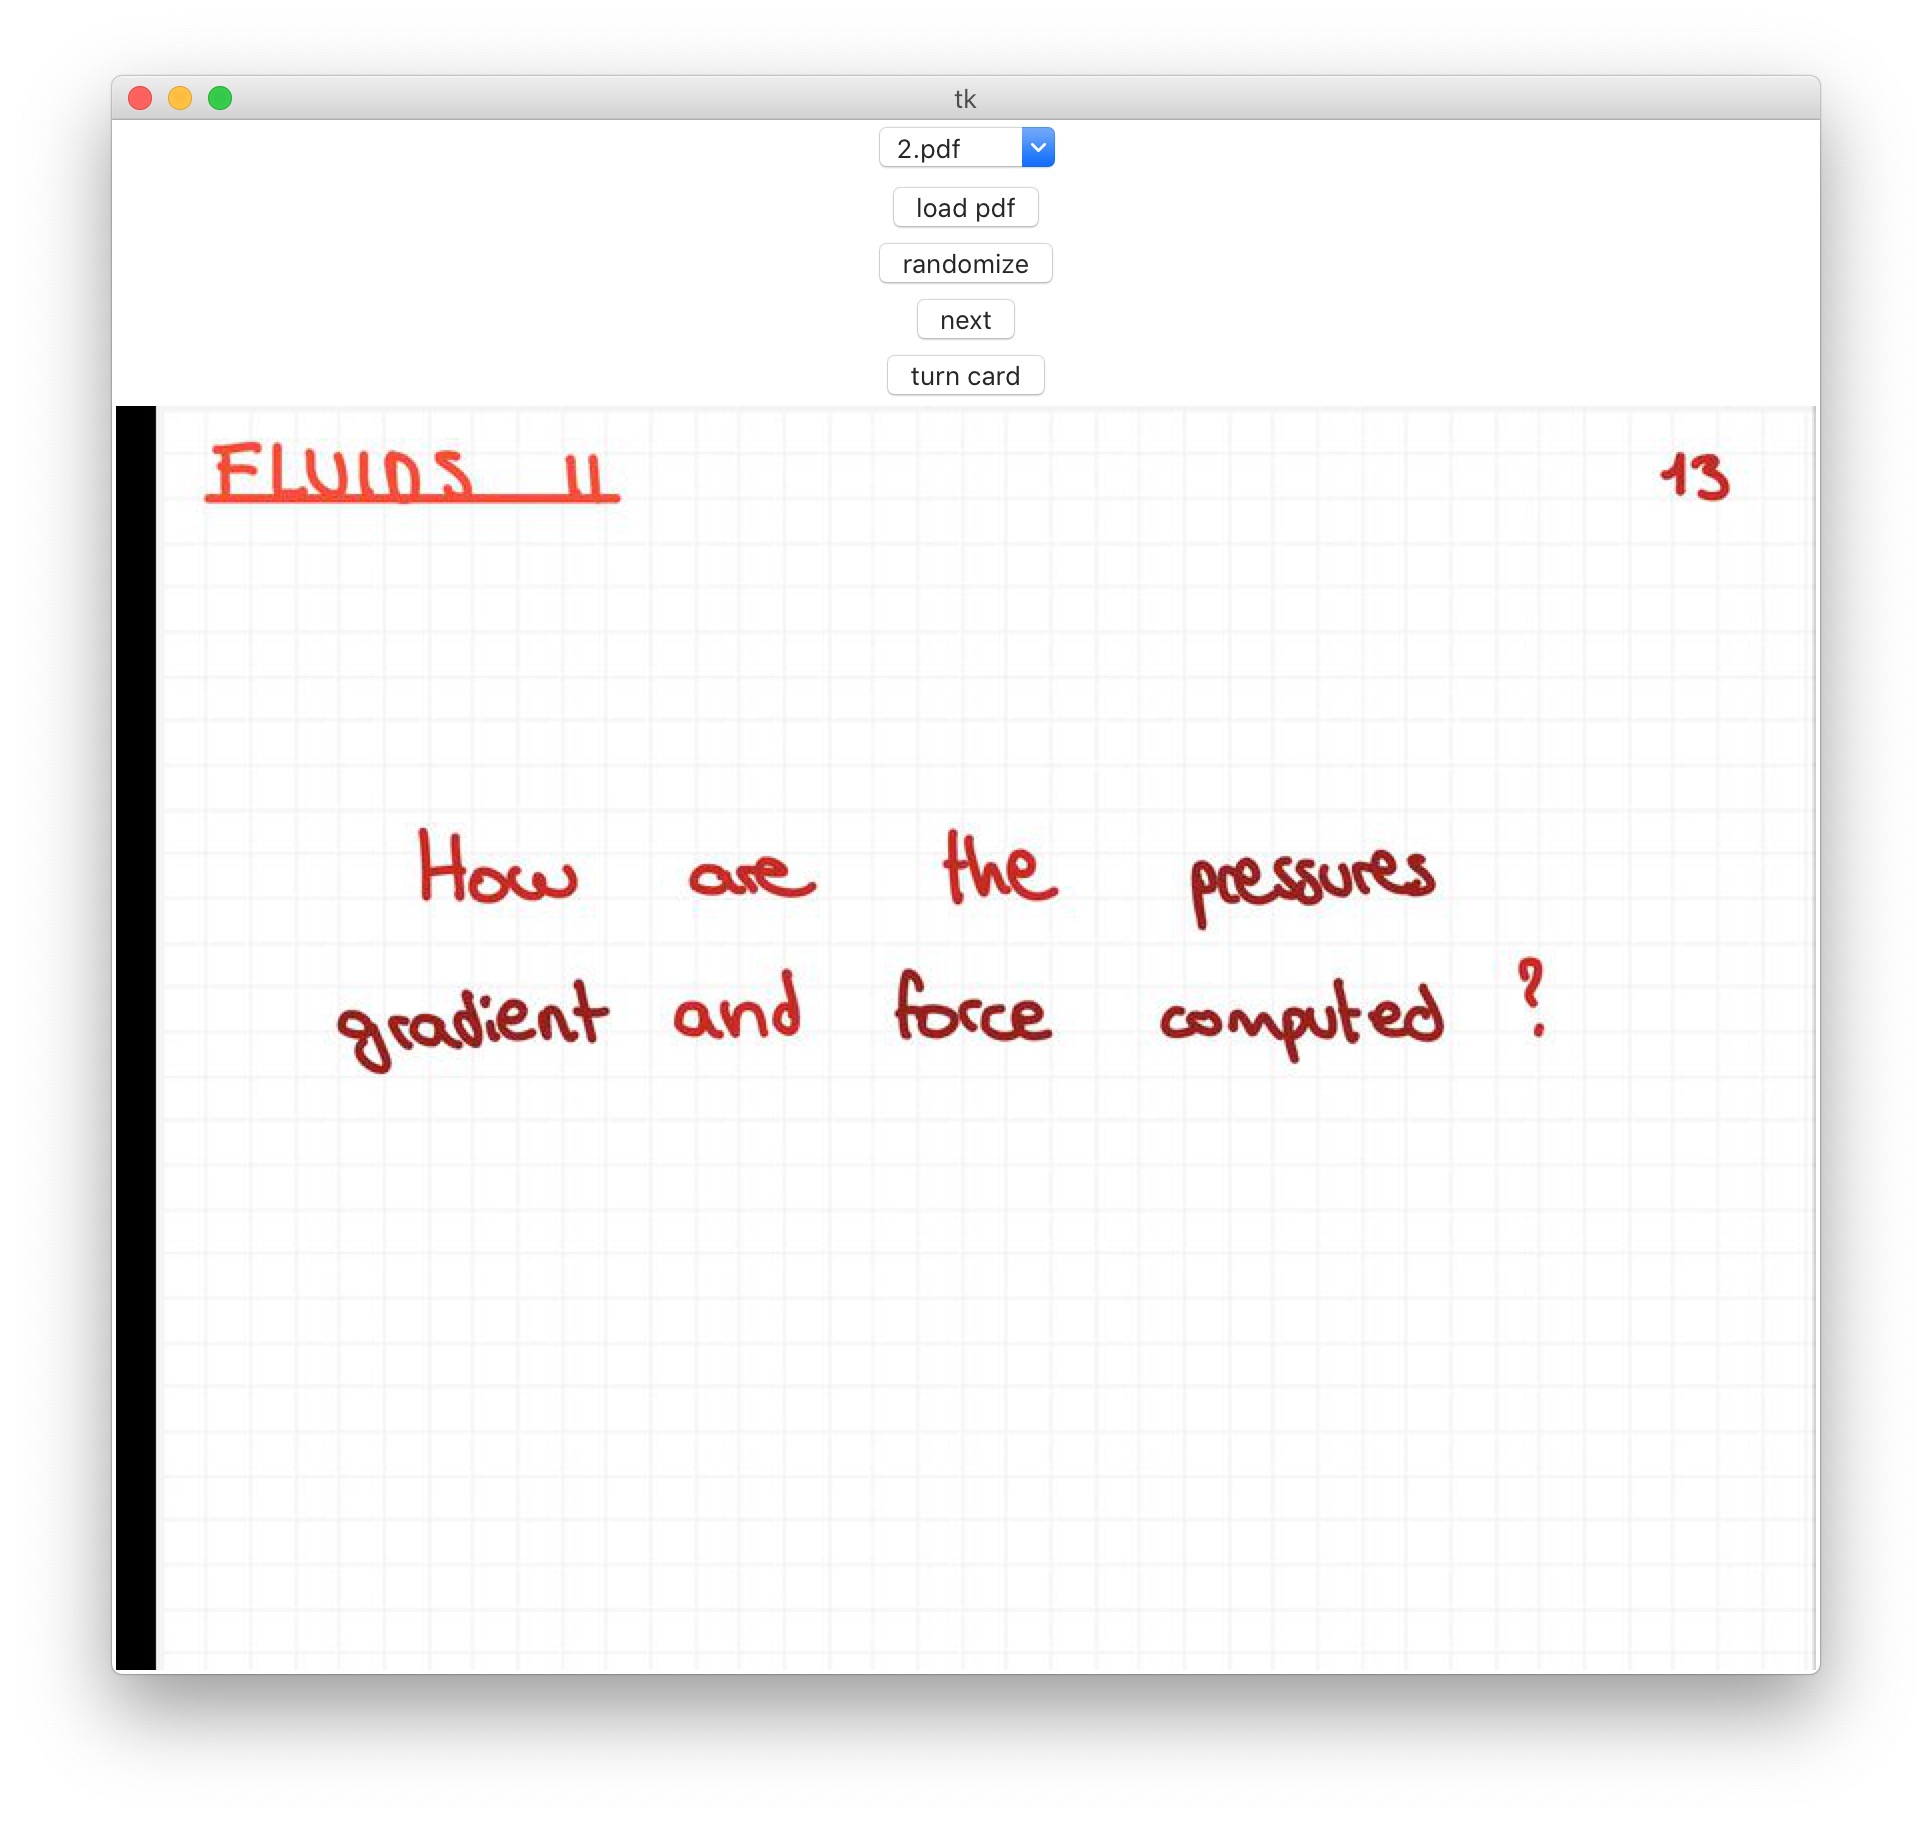 tk
2.pdf
load pdf
randomize
next
turn card
FLUIDS II
13
How are the pressures
gradient and force computed ?